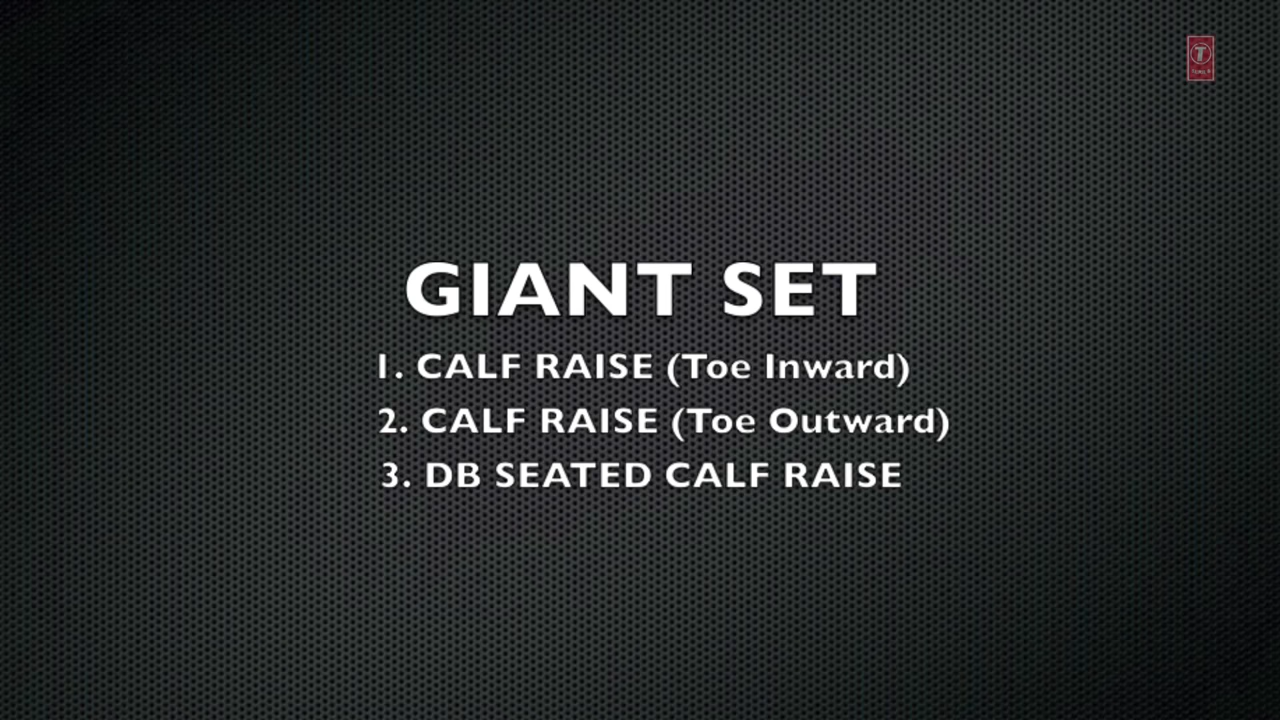 GIANT SET
1. CALF RAISE (Toe Inward)
2. CALF RAISE (Toe Outward)
3. DB SEATED CALF RAISE